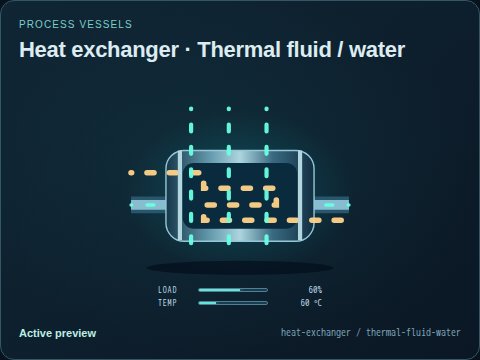 PROCESS VESSELS
Heat exchanger · Thermal fluid / water
LOAD 60%
TEMP 60 °C
Active preview
heat-exchanger / thermal-fluid-water